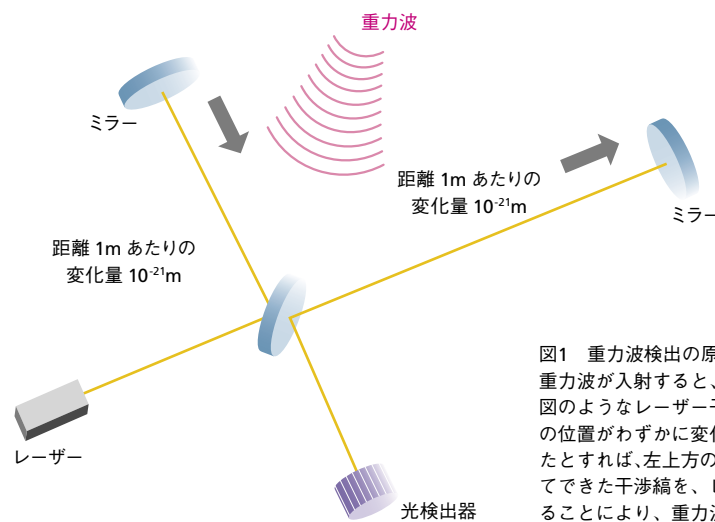 重力波
ミラー
距離 1m あたりの
変化量 10⁻²¹m
ミラー
距離 1m あたりの
変化量 10⁻²¹m
レーザー
光検出器
図1 重力波検出の原
重力波が入射すると、
図のようなレーザー干
の位置がわずかに変化
たとすれば、左上方の
てできた干渉縞を、
ることにより、重力波